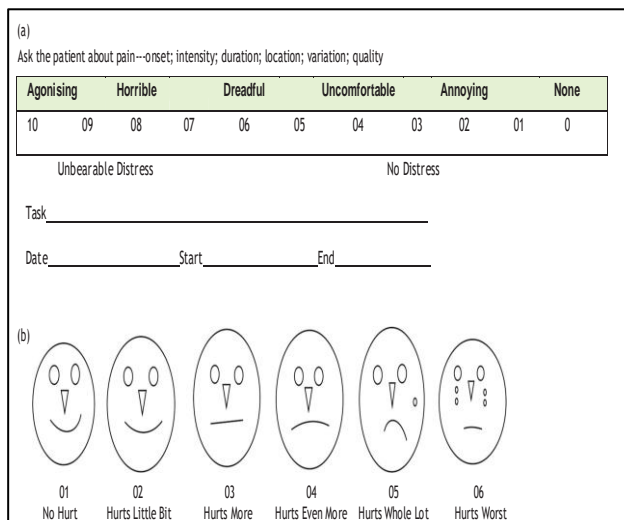 (a)
Ask the patient about pain---onset; intensity; duration; location; variation; quality
Agonising Horrible Dreadful Uncomfortable Annoying None
10 09 08 07 06 05 04 03 02 01 0
Unbearable Distress No Distress
Task
Date Start End
(b)
01 02 03 04 05 06
No Hurt Hurts Little Bit Hurts More Hurts Even More Hurts Whole Lot Hurts Worst